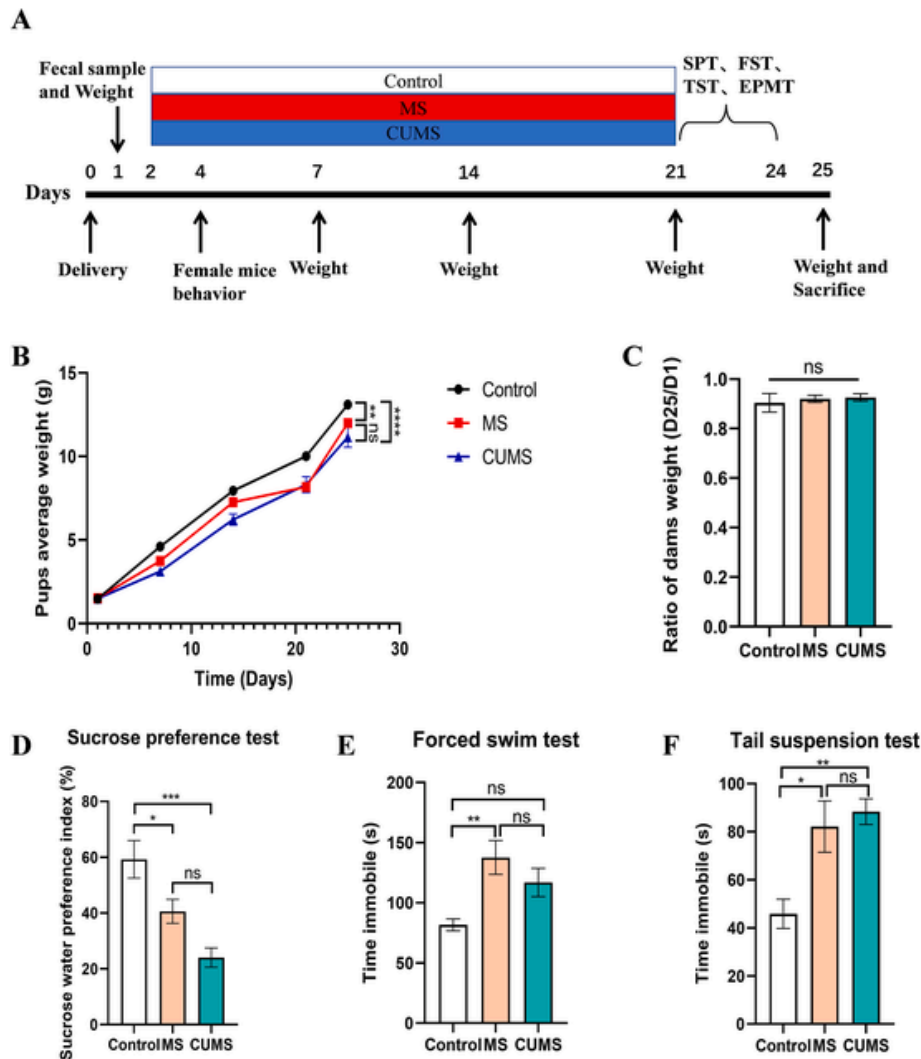 A
Fecal sample
and Weight
Control
MS
CUMS
SPT、FST、
TST、EPMT
0 1 2 4 7 14 21 24 25
Days
Delivery
Female mice
behavior
Weight
Weight
Weight
Weight and
Sacrifice
B
Pups average weight (g)
15
10
5
0
0 10 20 30
Time (Days)
Control
MS
CUMS
**
ns
****
C
Ratio of dams weight (D25/D1)
ns
1.0
0.8
0.6
0.4
0.2
0.0
Control MS CUMS
D
Sucrose preference test
Sucrose water preference index (%)
80
60
40
20
0
***
*
ns
Control MS CUMS
E
Forced swim test
Time immobile (s)
200
150
100
50
0
ns
**
ns
Control MS CUMS
F
Tail suspension test
Time immobile (s)
100
80
60
40
20
0
**
*
ns
Control MS CUMS